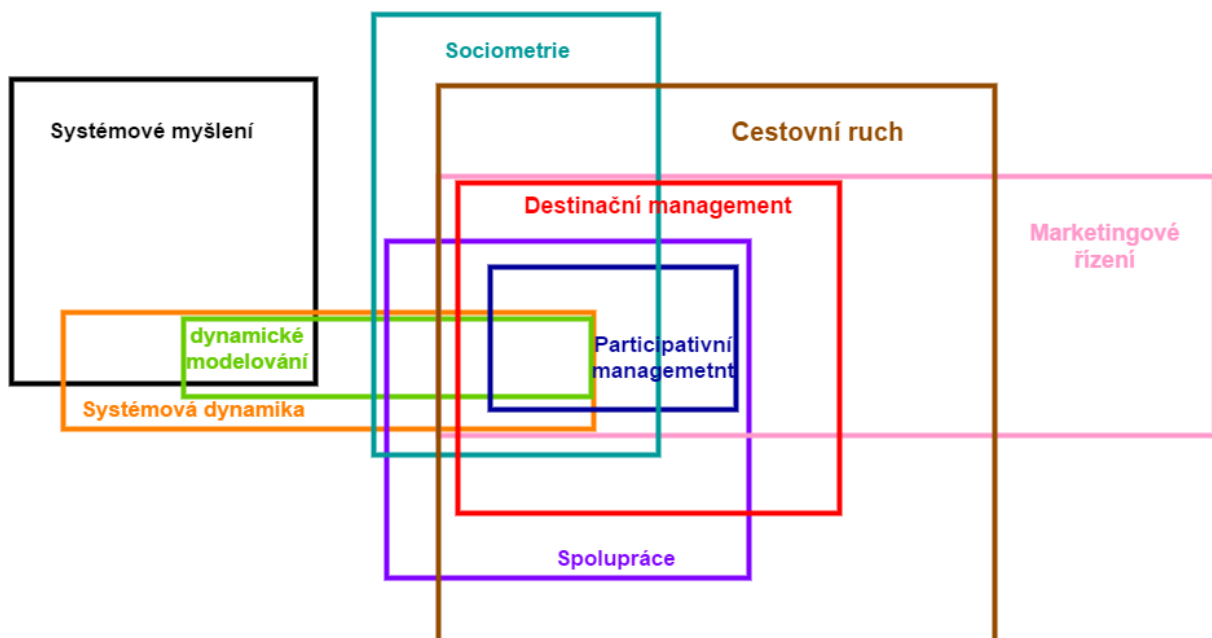 Sociometrie
Systémové myšlení
Cestovní ruch
Destinační management
Marketingové
řízení
dynamické
modelování
Participativní
managemetnt
Systémová dynamika
Spolupráce